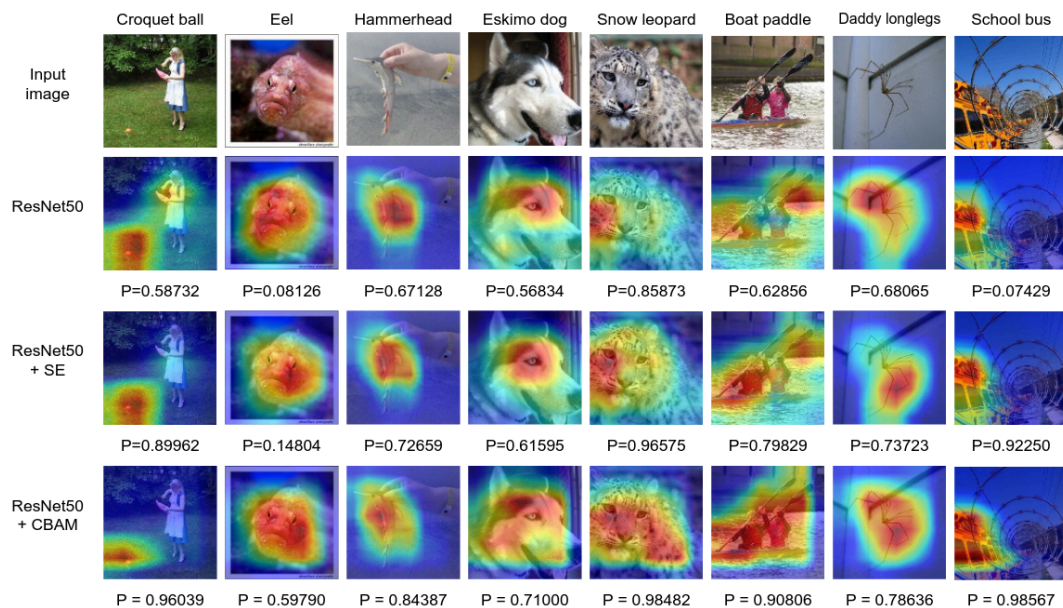 Croquet ball Eel Hammerhead Eskimo dog Snow leopard Boat paddle Daddy longlegs School bus
Input
image
ResNet50
P=0.58732 P=0.08126 P=0.67128 P=0.56834 P=0.85873 P=0.62856 P=0.68065 P=0.07429
ResNet50
+ SE
P=0.89962 P=0.14804 P=0.72659 P=0.61595 P=0.96575 P=0.79829 P=0.73723 P=0.92250
ResNet50
+ CBAM
P = 0.96039 P = 0.59790 P = 0.84387 P = 0.71000 P = 0.98482 P = 0.90806 P = 0.78636 P = 0.98567